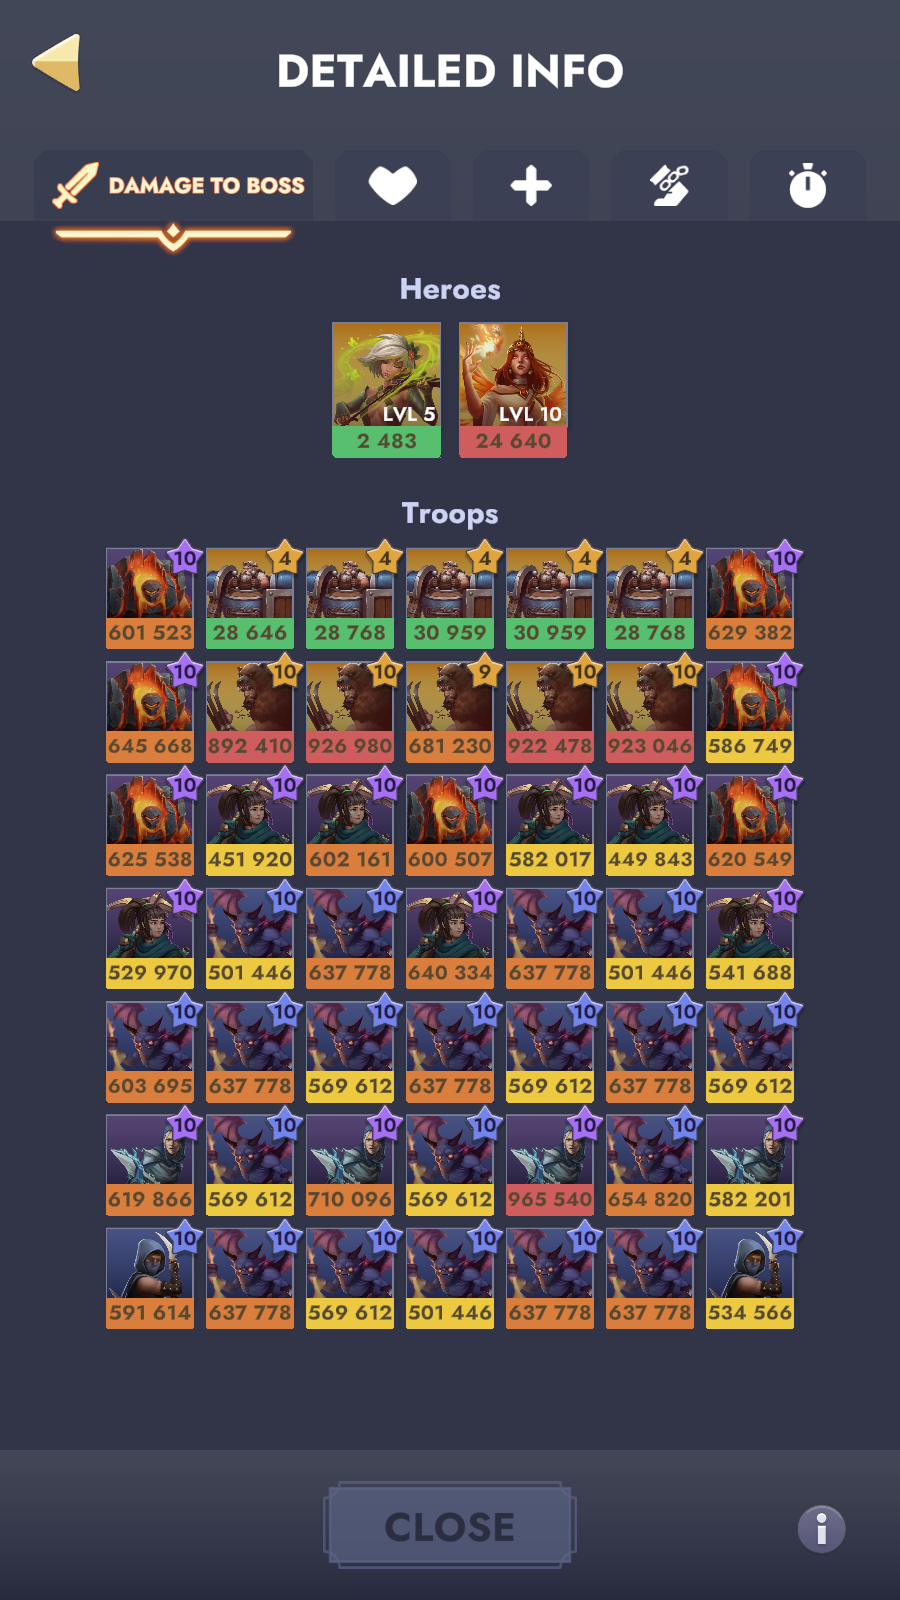 DETAILED INFO
DAMAGE TO BOSS
Heroes
LVL 5 LVL 10
2 483 24 640
Troops
10 4 4 4 4 4 10
601 523 28 646 28 768 30 959 30 959 28 768 629 382
10 10 10 9 10 10 10
645 668 892 410 926 980 681 230 922 478 923 046 586 749
10 10 10 10 10 10 10
625 538 451 920 602 161 600 507 582 017 449 843 620 549
10 10 10 10 10 10 10
529 970 501 446 637 778 640 334 637 778 501 446 541 688
10 10 10 10 10 10 10
603 695 637 778 569 612 637 778 569 612 637 778 569 612
10 10 10 10 10 10 10
619 866 569 612 710 096 569 612 965 540 654 820 582 201
10 10 10 10 10 10 10
591 614 637 778 569 612 501 446 637 778 637 778 534 566
CLOSE
i